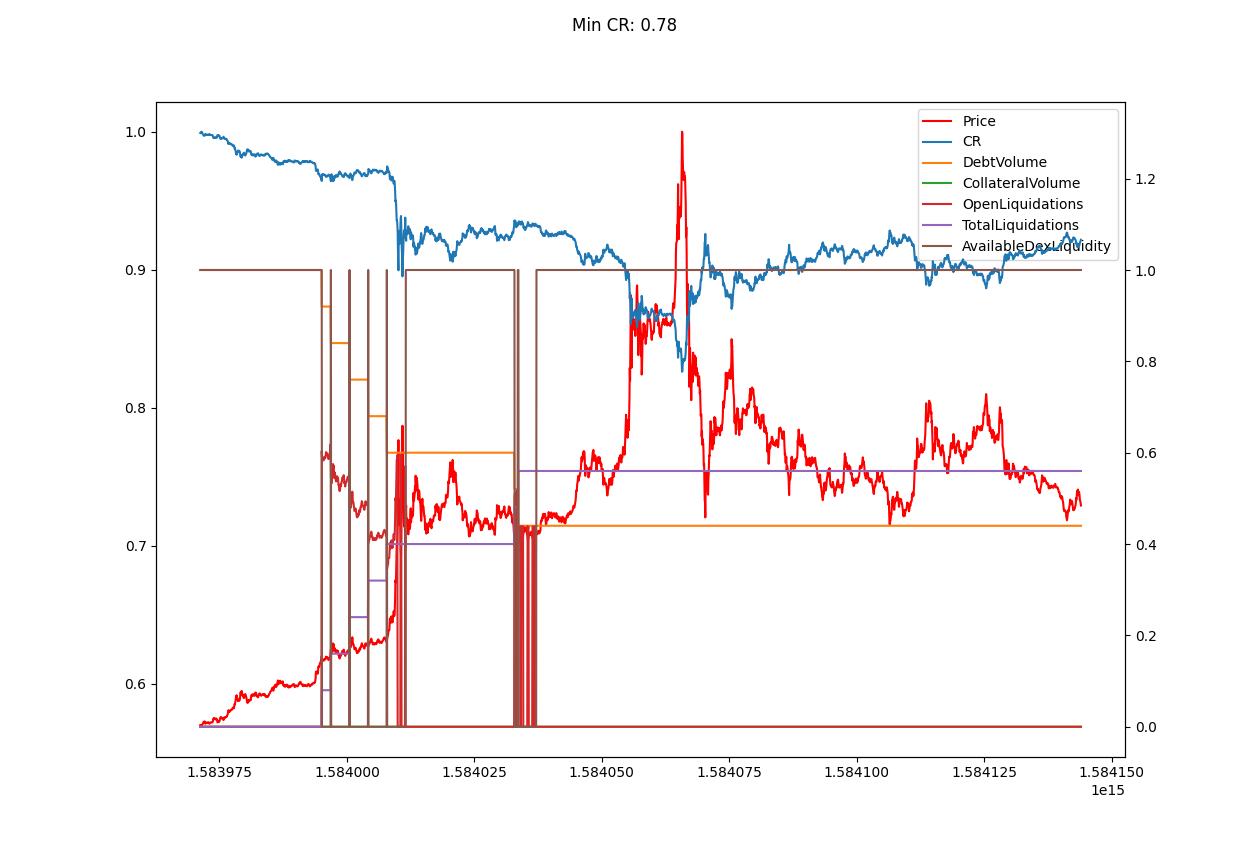 Min CR: 0.78
Price
CR
DebtVolume
CollateralVolume
OpenLiquidations
TotalLiquidations
AvailableDexLiquidity
1.0
0.9
0.8
0.7
0.6
1.2
1.0
0.8
0.6
0.4
0.2
0.0
1.583975 1.584000 1.584025 1.584050 1.584075 1.584100 1.584125 1.584150
1e15